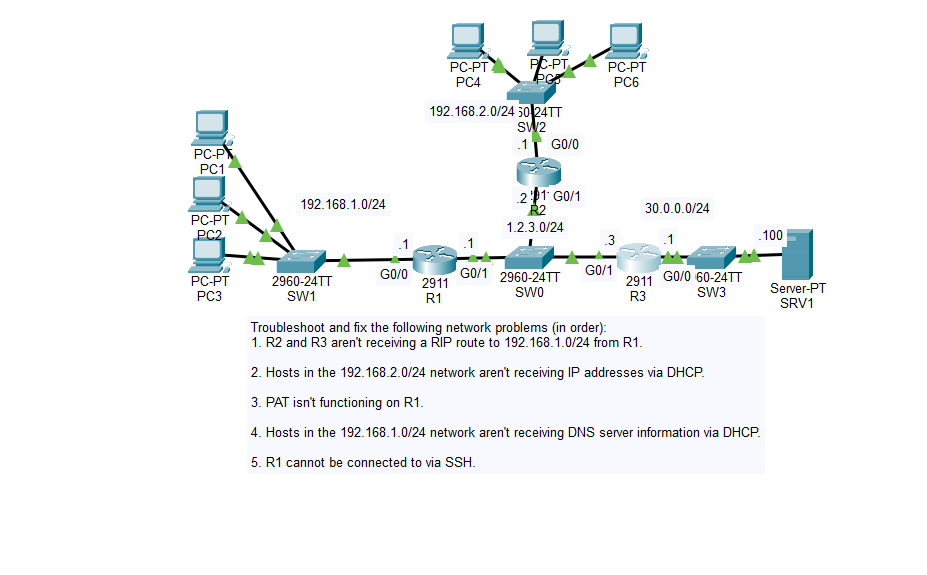 PC-PT
PC4
PC-PT
PC5
PC-PT
PC6
192.168.2.0/24
60-24TT
SW2
.1
G0/0
PC-PT
PC1
.2
G0/1
R2
PC-PT
PC2
192.168.1.0/24
30.0.0.0/24
1.2.3.0/24
PC-PT
PC3
2960-24TT
SW1
.1
G0/0
2911
R1
.1
G0/1
2960-24TT
SW0
.3
G0/1
2911
R3
.1
G0/0
60-24TT
SW3
.100
Server-PT
SRV1
Troubleshoot and fix the following network problems (in order):
1. R2 and R3 aren't receiving a RIP route to 192.168.1.0/24 from R1.
2. Hosts in the 192.168.2.0/24 network aren't receiving IP addresses via DHCP.
3. PAT isn't functioning on R1.
4. Hosts in the 192.168.1.0/24 network aren't receiving DNS server information via DHCP.
5. R1 cannot be connected to via SSH.